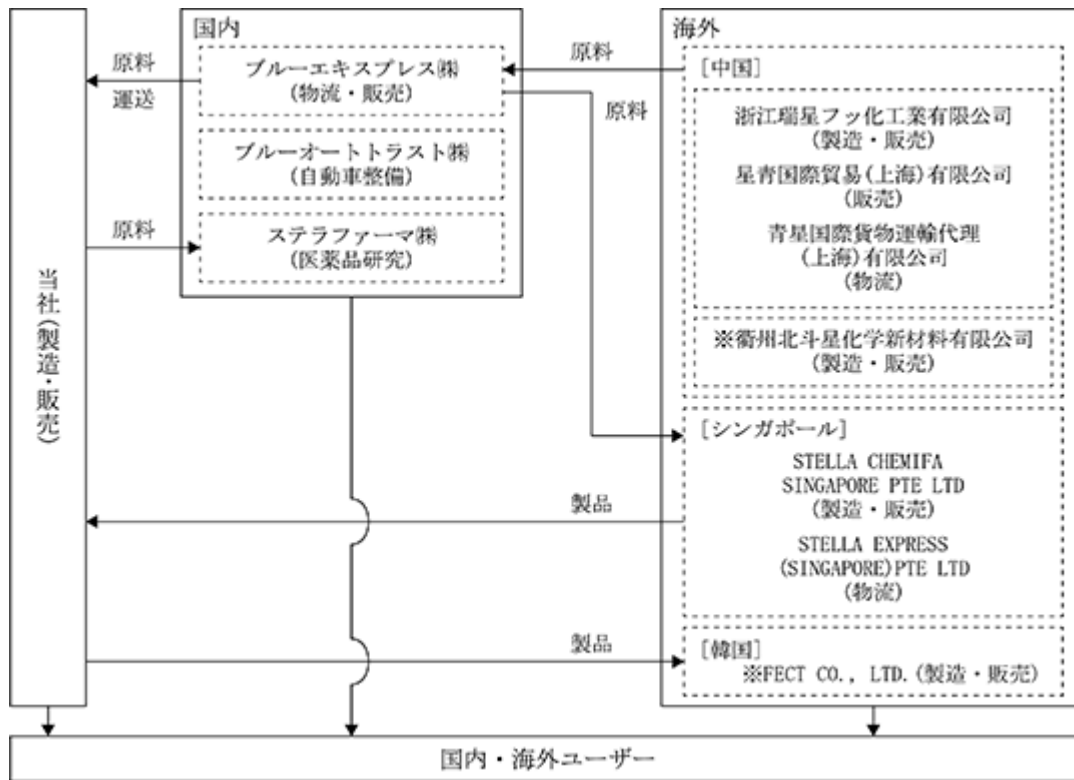 国内
ブルーエキスプレス㈱
(物流・販売)
ブルーオートトラスト㈱
(自動車整備)
ステラファーマ㈱
(医薬品研究)
原料
運送
原料
原料
原料
当社(製造・販売)
海外
[中国]
浙江瑞星フッ化工業有限公司
(製造・販売)
星青国際貿易(上海)有限公司
(販売)
青星国際貨物運輸代理
(上海)有限公司
(物流)
※衢州北斗星化学新材料有限公司
(製造・販売)
[シンガポール]
STELLA CHEMIFA
SINGAPORE PTE LTD
(製造・販売)
STELLA EXPRESS
(SINGAPORE)PTE LTD
(物流)
製品
製品
[韓国]
※FECT CO., LTD.(製造・販売)
国内・海外ユーザー